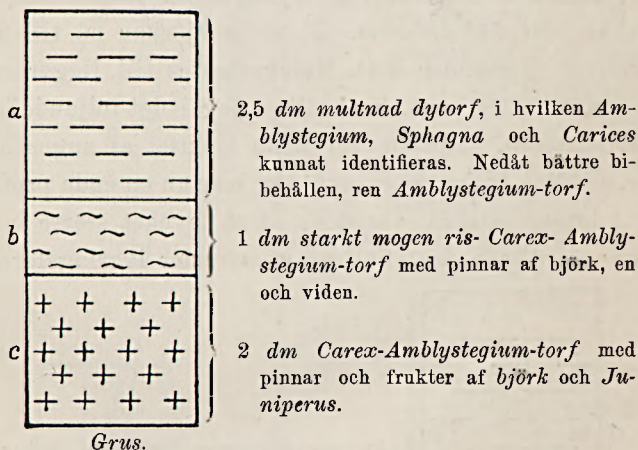 a
2,5 dm multnad dytorf, i hvilken Am-
blystegium, Sphagna och Carices
kunnat identifieras. Nedåt bättre bi-
behållen, ren Amblystegium-torf.
b
1 dm starkt mogen ris- Carex- Ambly-
stegium-torf med pinnar af björk, en
och viden.
c
2 dm Carex-Amblystegium-torf med
pinnar och frukter af björk och Ju-
niperus.
Grus.